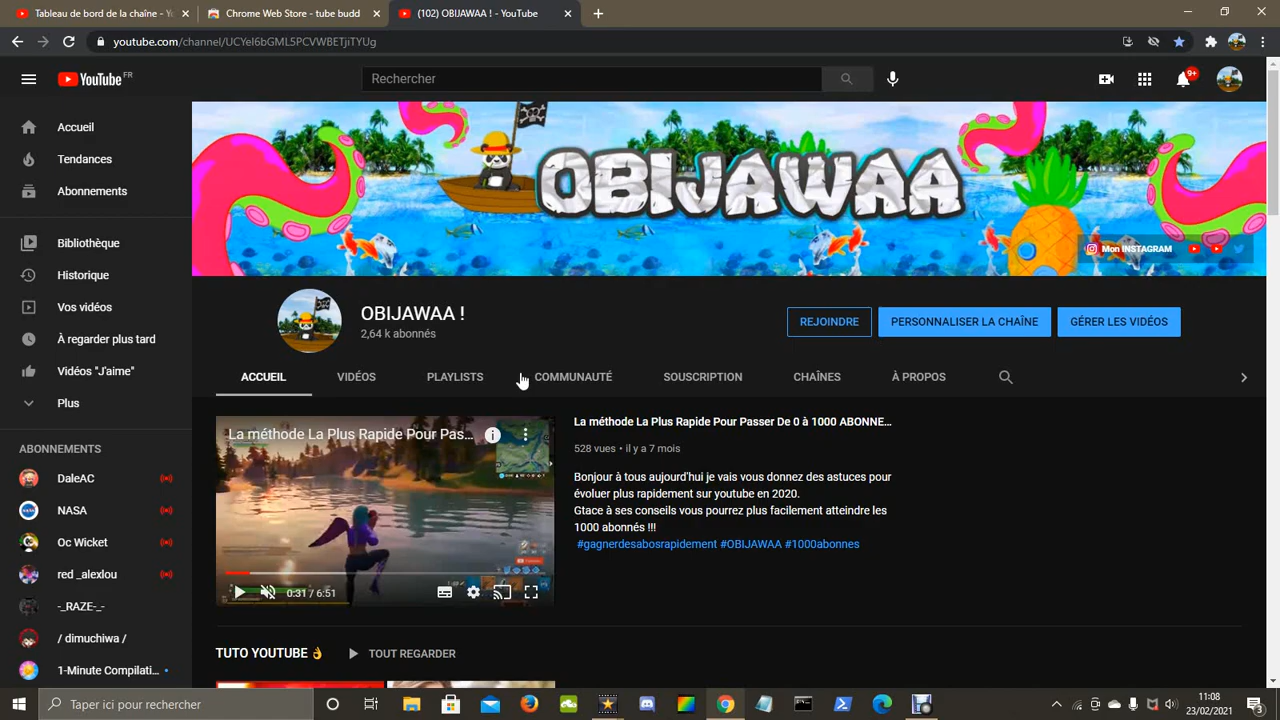 Tableau de bord de la chaîne - Yo
Chrome Web Store - tube budd
(102) OBIJAWAA ! - YouTube
youtube.com/channel/UCYel6bGML5PCVWBETjiTYUg
YouTube FR
Rechercher
9+
Accueil
Tendances
Abonnements
Bibliothèque
Historique
Vos vidéos
À regarder plus tard
Vidéos "J'aime"
Plus
ABONNEMENTS
DaleAC
NASA
Oc Wicket
red _alexlou
-_RAZE-_-
/ dimuchiwa /
1-Minute Compilati...
OBIJAWAA
Mon INSTAGRAM
OBIJAWAA !
2,64 k abonnés
REJOINDRE
PERSONNALISER LA CHAÎNE
GÉRER LES VIDÉOS
ACCUEIL
VIDÉOS
PLAYLISTS
COMMUNAUTÉ
SOUSCRIPTION
CHAÎNES
À PROPOS
La méthode La Plus Rapide Pour Pas...
0:31 / 6:51
La méthode La Plus Rapide Pour Passer De 0 à 1000 ABONNE...
528 vues • il y a 7 mois
Bonjour à tous aujourd'hui je vais vous donnez des astuces pour
évoluer plus rapidement sur youtube en 2020.
Gtace à ses conseils vous pourrez plus facilement atteindre les
1000 abonnés !!!
#gagnerdesabosrapidement #OBIJAWAA #1000abonnes
TUTO YOUTUBE 👌
TOUT REGARDER
Taper ici pour rechercher
11:08
23/02/2021
3